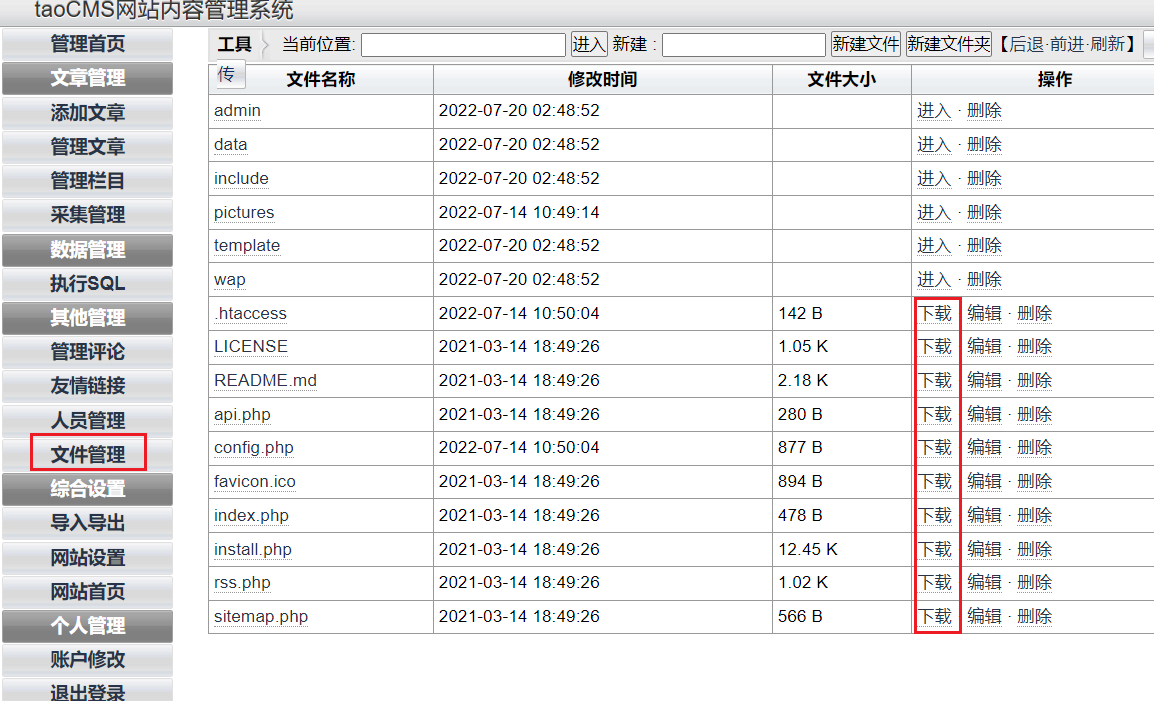 taoCMS网站内容管理系统
管理首页
文章管理
添加文章
管理文章
管理栏目
采集管理
数据管理
执行SQL
其他管理
管理评论
友情链接
人员管理
文件管理
综合设置
导入导出
网站设置
网站首页
个人管理
账户修改
退出登录
工具 当前位置: 进入 新建 : 新建文件 新建文件夹 【后退·前进·刷新】
传
文件名称 修改时间 文件大小 操作
admin 2022-07-20 02:48:52 进入 · 删除
data 2022-07-20 02:48:52 进入 · 删除
include 2022-07-20 02:48:52 进入 · 删除
pictures 2022-07-14 10:49:14 进入 · 删除
template 2022-07-20 02:48:52 进入 · 删除
wap 2022-07-20 02:48:52 进入 · 删除
.htaccess 2022-07-14 10:50:04 142 B 下载 编辑 · 删除
LICENSE 2021-03-14 18:49:26 1.05 K 下载 编辑 · 删除
README.md 2021-03-14 18:49:26 2.18 K 下载 编辑 · 删除
api.php 2021-03-14 18:49:26 280 B 下载 编辑 · 删除
config.php 2022-07-14 10:50:04 877 B 下载 编辑 · 删除
favicon.ico 2021-03-14 18:49:26 894 B 下载 编辑 · 删除
index.php 2021-03-14 18:49:26 478 B 下载 编辑 · 删除
install.php 2021-03-14 18:49:26 12.45 K 下载 编辑 · 删除
rss.php 2021-03-14 18:49:26 1.02 K 下载 编辑 · 删除
sitemap.php 2021-03-14 18:49:26 566 B 下载 编辑 · 删除